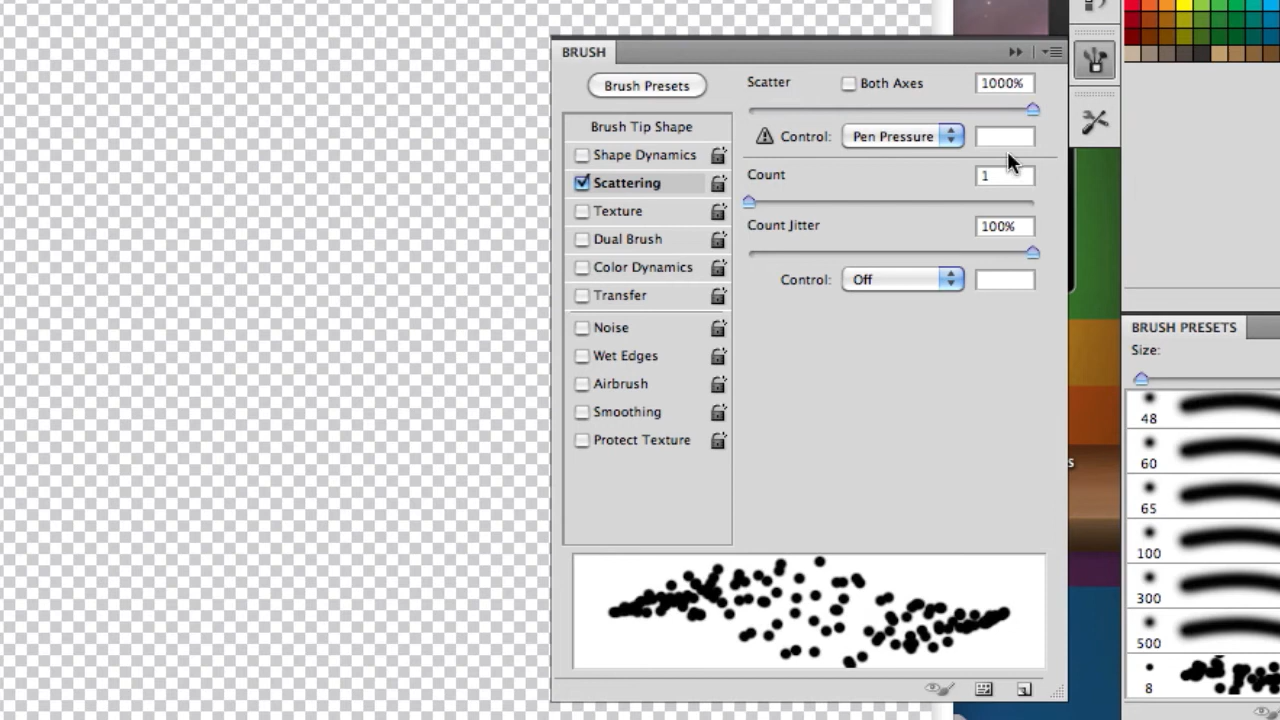 BRUSH
Brush Presets
Scatter Both Axes 1000%
Control: Pen Pressure
Count 1
Count Jitter 100%
Control: Off
Brush Tip Shape
Shape Dynamics
Scattering
Texture
Dual Brush
Color Dynamics
Transfer
Noise
Wet Edges
Airbrush
Smoothing
Protect Texture
s
BRUSH PRESETS
Size:
48
60
65
100
300
500
8